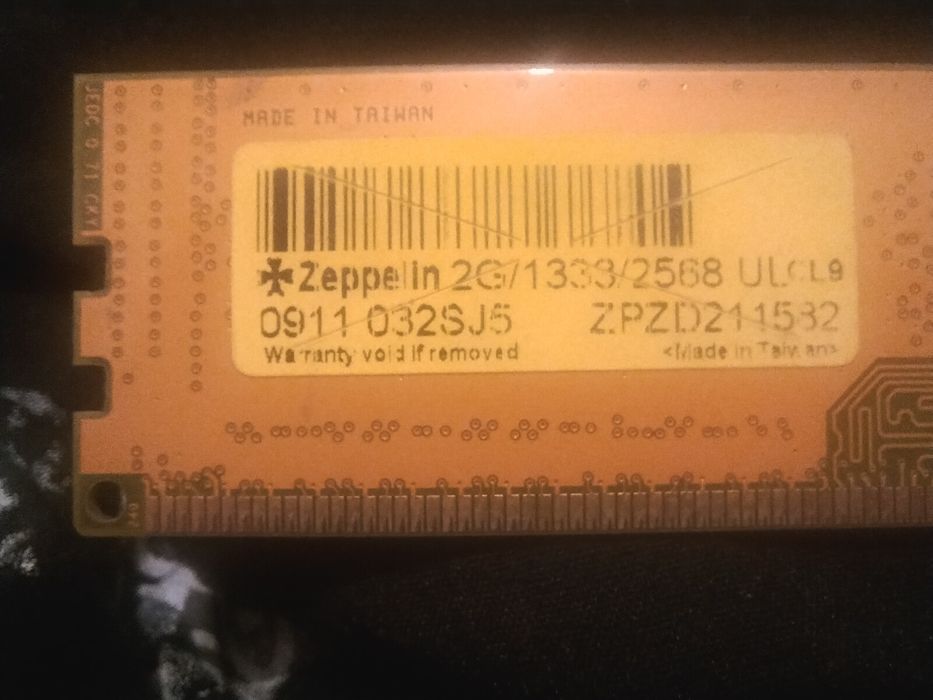 MADE IN TAIWAN
Zeppelin 2G/1333/2568 UL CL9
0911 032SJ5 ZPZD211582
Warranty void if removed <Made in Taiwan>